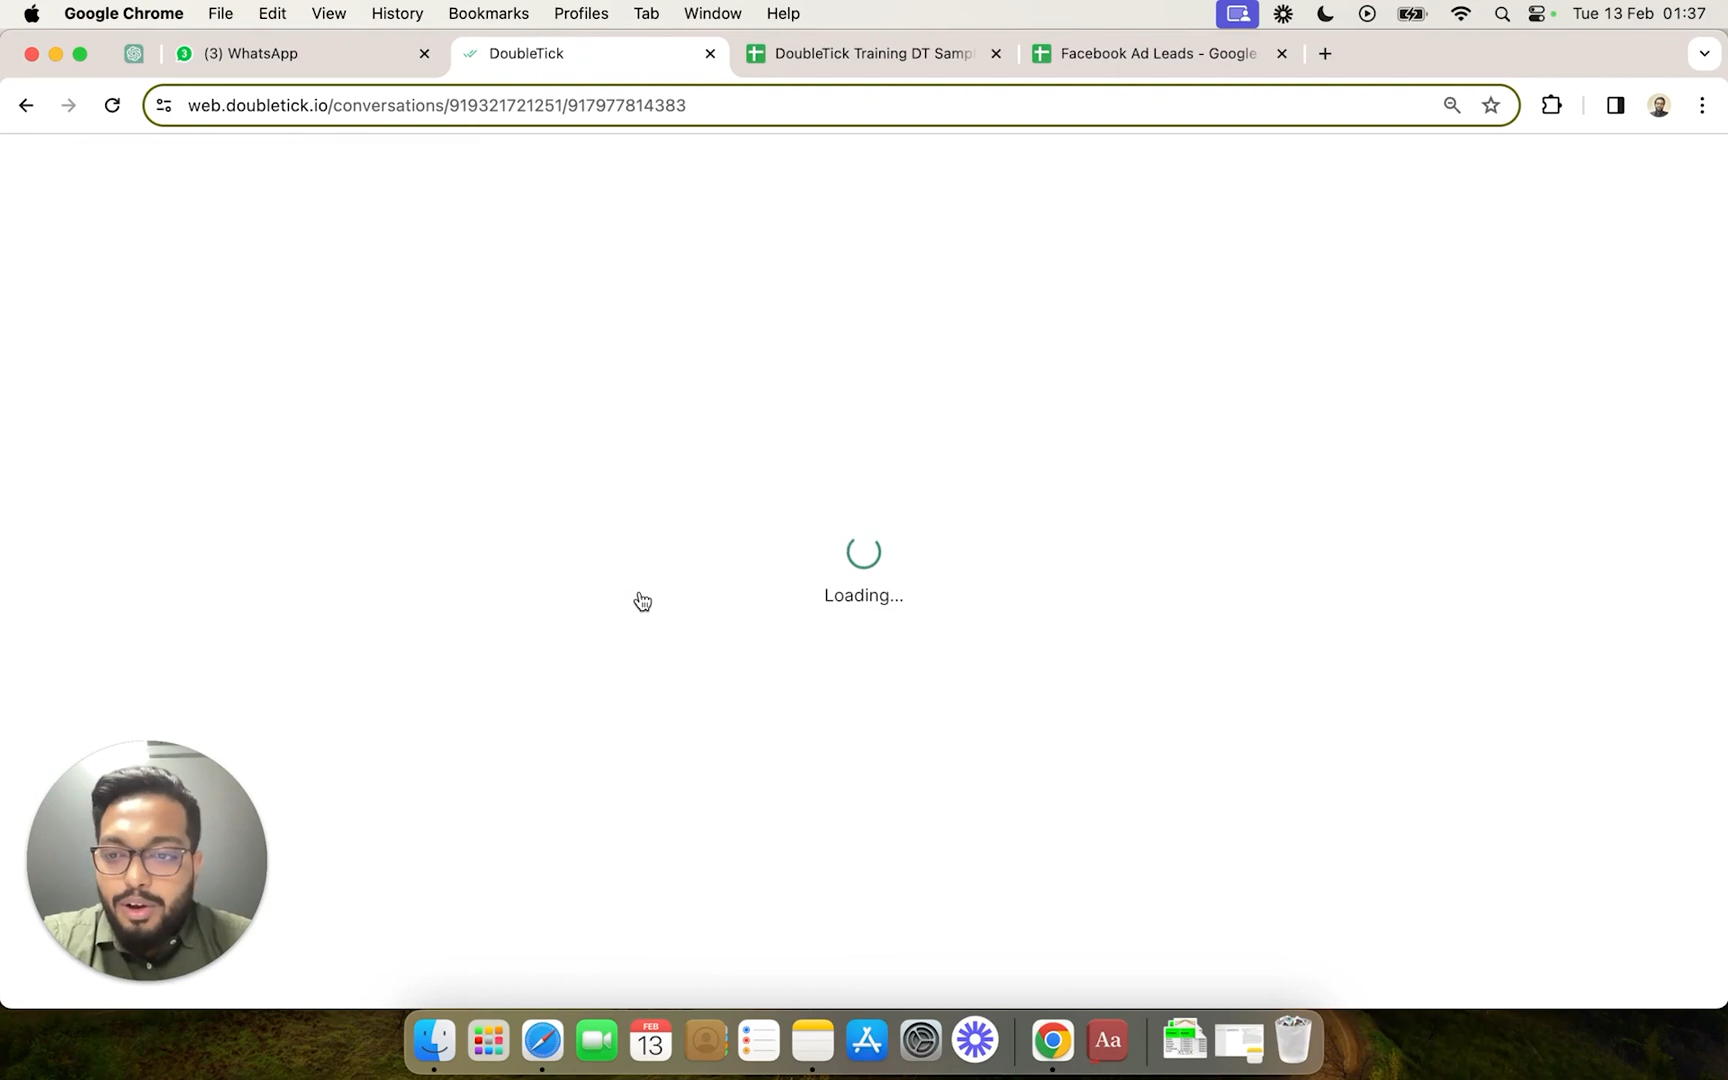 Google Chrome File Edit View History Bookmarks Profiles Tab Window Help Tue 13 Feb 01:37
3 (3) WhatsApp DoubleTick DoubleTick Training DT Samp Facebook Ad Leads - Google
web.doubletick.io/conversations/919321721251/917977814383
Loading...
FEB
13
Aa